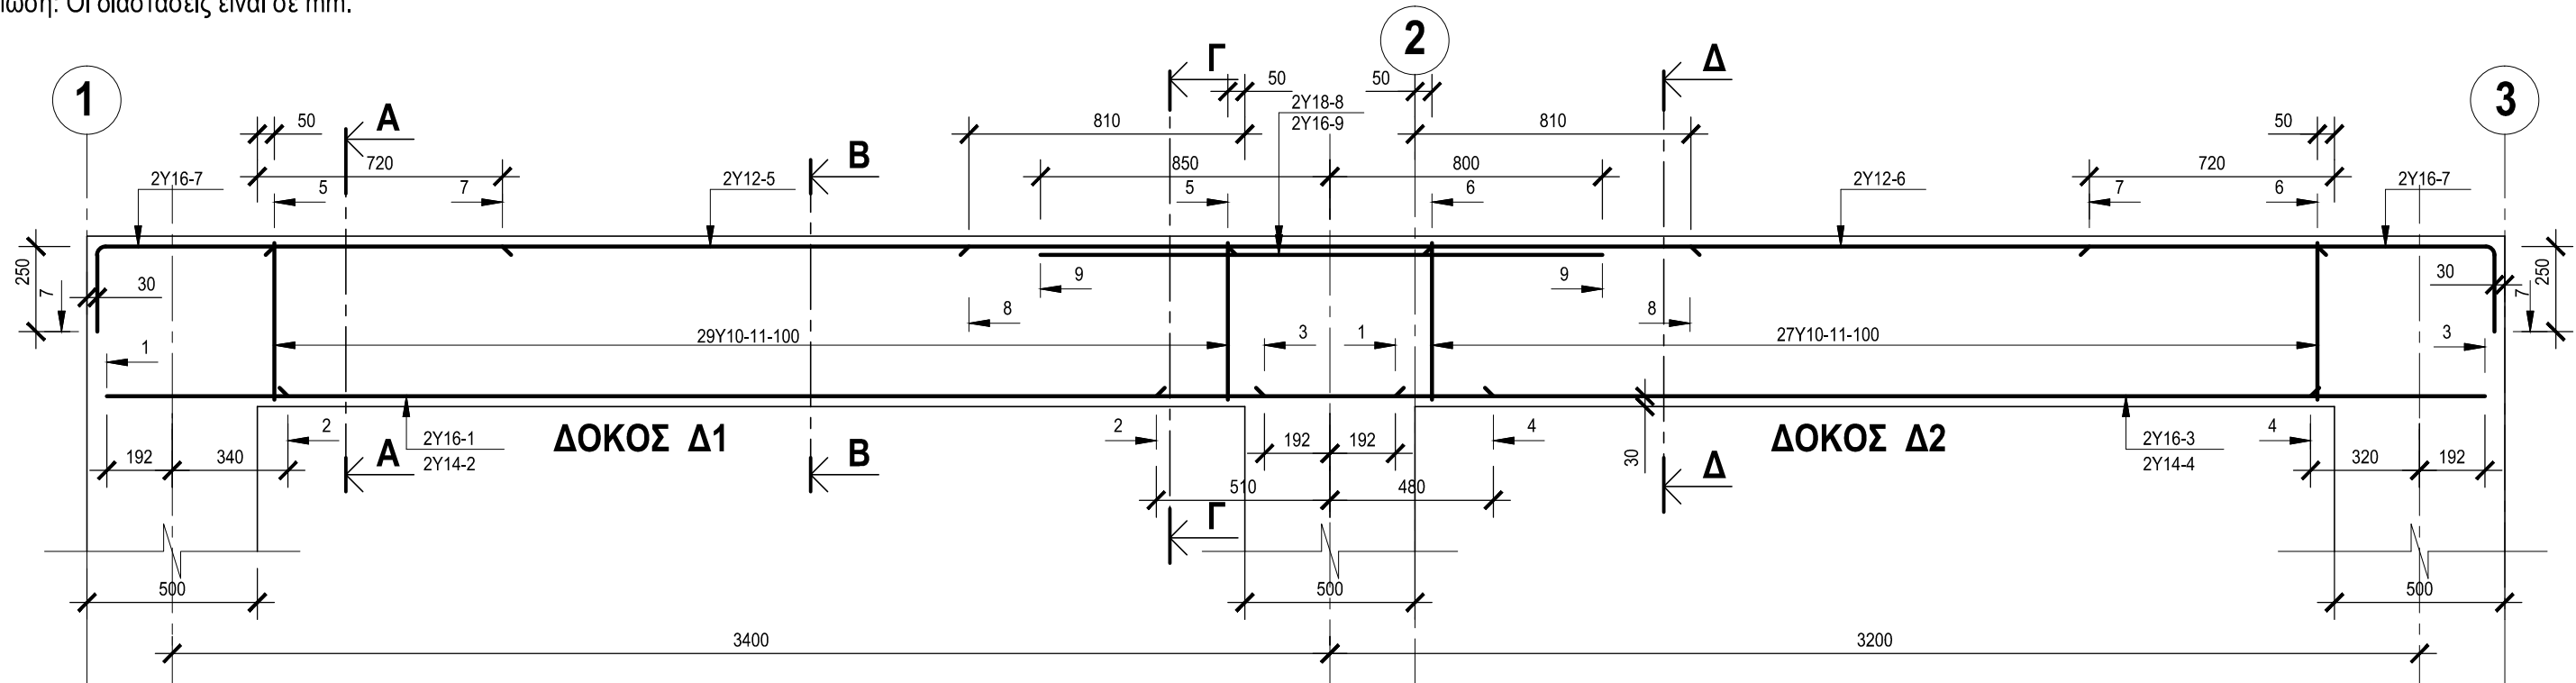 Οι διαστάσεις είναι σε mm.
2
Γ Δ
50 50
1 3
2Y18-8
2Y16-9
50 Α 810 810 50
720 Β 850 800 720
2Y16-7 5 7 2Y12-5 5 6 2Y12-6 7 6 2Y16-7
250 7 30 9 9 30 7 250
8 8
1 29Y10-11-100 3 1 27Y10-11-100 3
2 2Y16-1 ΔΟΚΟΣ Δ1 2 192 192 4 ΔΟΚΟΣ Δ2 2Y16-3 4
192 340 Α 2Y14-2 Β 30 Δ 2Y14-4 320 192
510 480
Γ
500 500 500
3400 3200